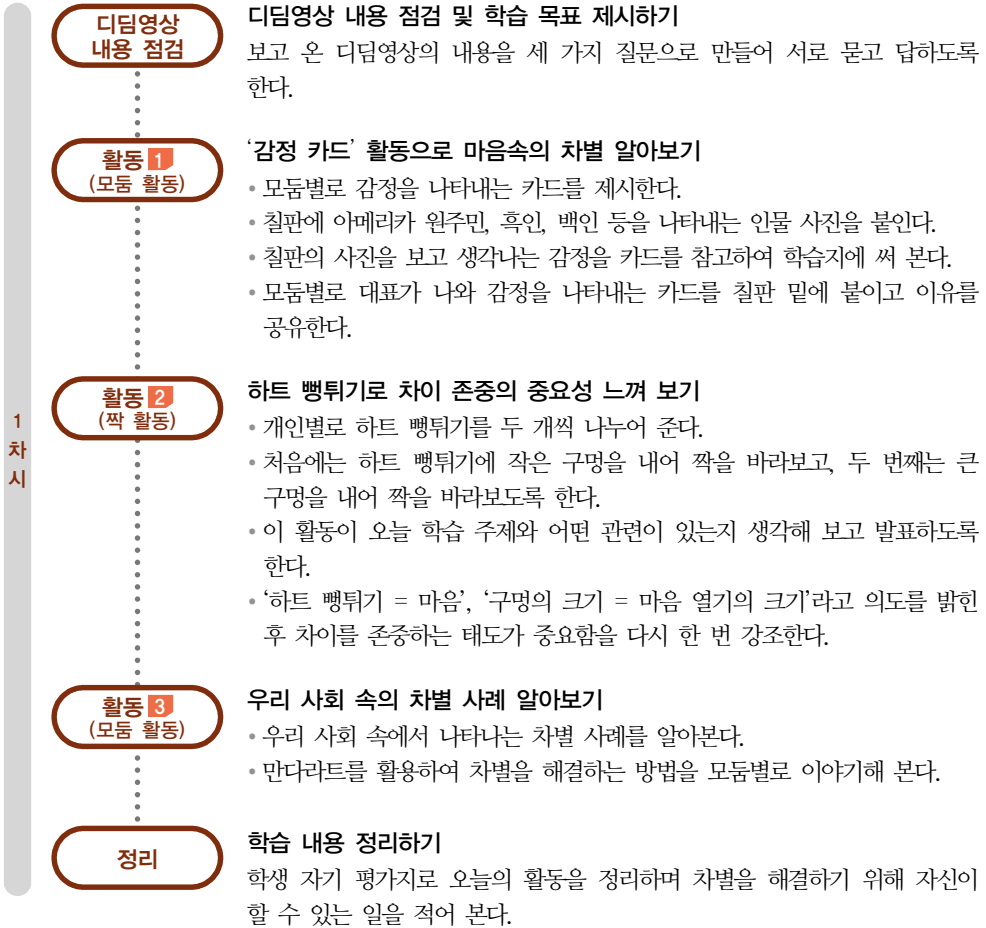 1
차
시
디딤영상
내용 점검
디딤영상 내용 점검 및 학습 목표 제시하기
보고 온 디딤영상의 내용을 세 가지 질문으로 만들어 서로 묻고 답하도록
한다.
활동 1
(모둠 활동)
‘감정 카드’ 활동으로 마음속의 차별 알아보기
• 모둠별로 감정을 나타내는 카드를 제시한다.
• 칠판에 아메리카 원주민, 흑인, 백인 등을 나타내는 인물 사진을 붙인다.
• 칠판의 사진을 보고 생각나는 감정을 카드를 참고하여 학습지에 써 본다.
• 모둠별로 대표가 나와 감정을 나타내는 카드를 칠판 밑에 붙이고 이유를
공유한다.
활동 2
(짝 활동)
하트 뻥튀기로 차이 존중의 중요성 느껴 보기
• 개인별로 하트 뻥튀기를 두 개씩 나누어 준다.
• 처음에는 하트 뻥튀기에 작은 구멍을 내어 짝을 바라보고, 두 번째는 큰
구멍을 내어 짝을 바라보도록 한다.
• 이 활동이 오늘 학습 주제와 어떤 관련이 있는지 생각해 보고 발표하도록
한다.
• ‘하트 뻥튀기 = 마음’, ‘구멍의 크기 = 마음 열기의 크기’라고 의도를 밝힌
후 차이를 존중하는 태도가 중요함을 다시 한 번 강조한다.
활동 3
(모둠 활동)
우리 사회 속의 차별 사례 알아보기
• 우리 사회 속에서 나타나는 차별 사례를 알아본다.
• 만다라트를 활용하여 차별을 해결하는 방법을 모둠별로 이야기해 본다.
정리
학습 내용 정리하기
학생 자기 평가지로 오늘의 활동을 정리하며 차별을 해결하기 위해 자신이
할 수 있는 일을 적어 본다.